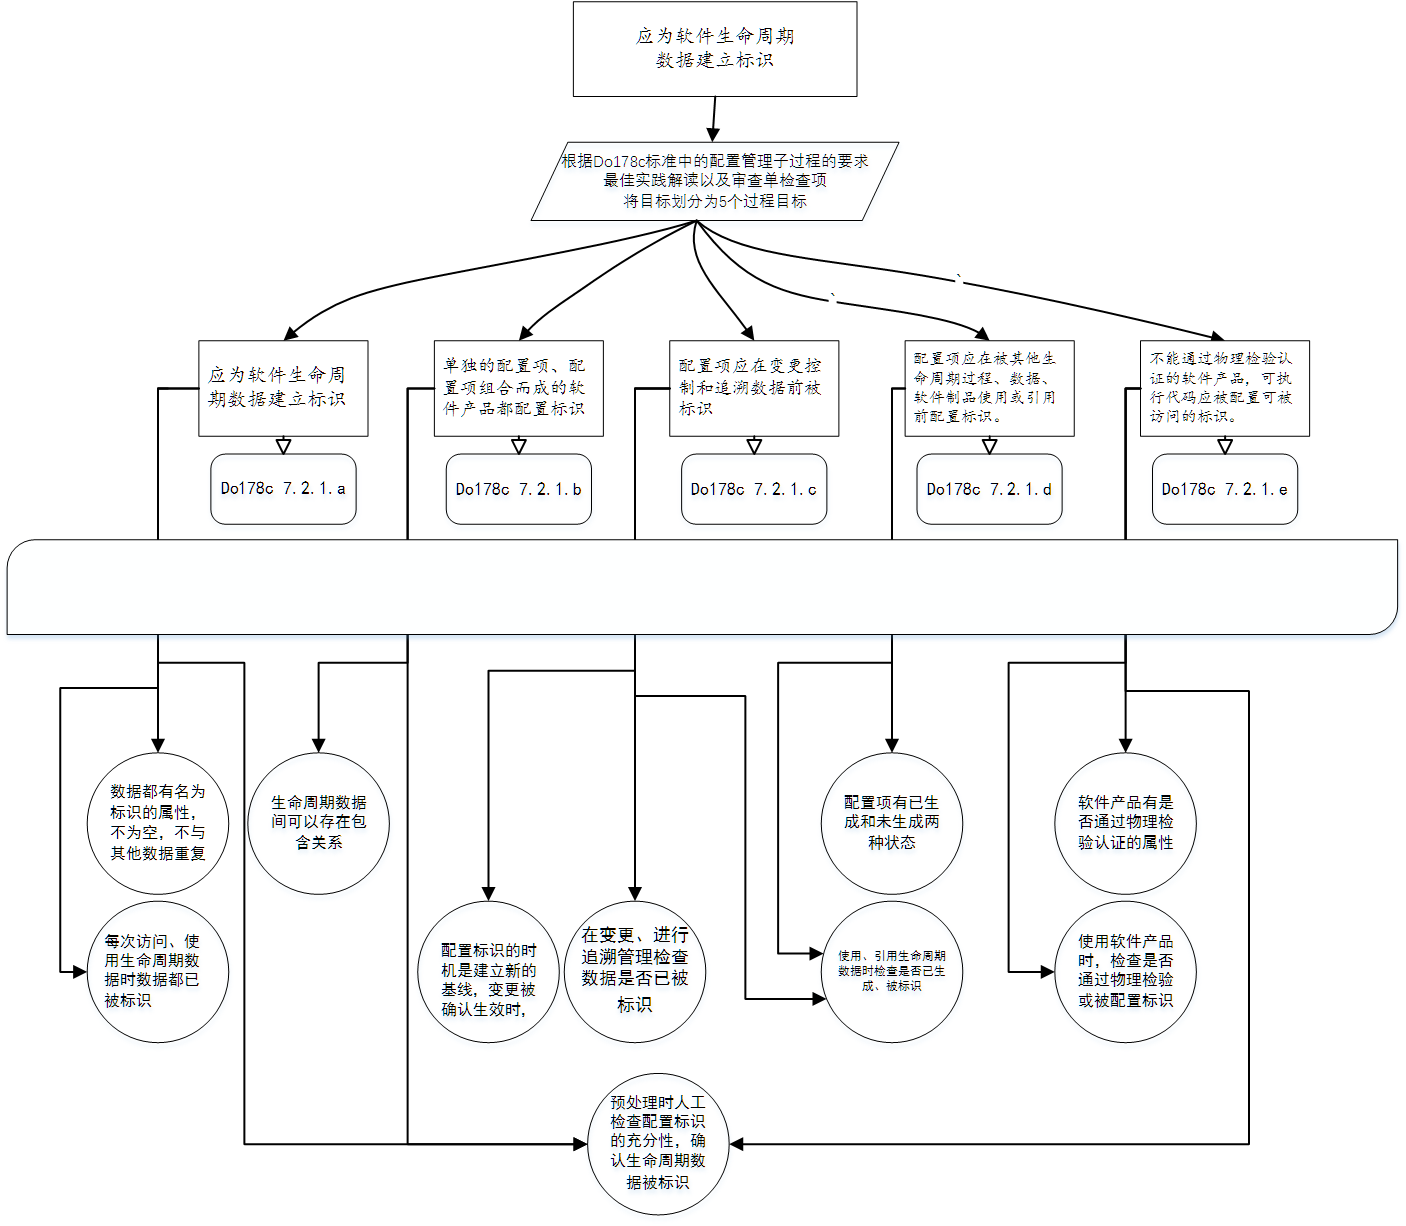 应为软件生命周期
数据建立标识
根据Do178c标准中的配置管理子过程的要求
最佳实践解读以及审查单检查项
将目标划分为5个过程目标
应为软件生命周
期数据建立标识
单独的配置项、配
置项组合而成的软
件产品都配置标识
配置项应在变更控
制和追溯数据前被
标识
配置项应在被其他生
命周期过程、数据、
软件制品使用或引用
前配置标识。
不能通过物理检验认
证的软件产品，可执
行代码应被配置可被
访问的标识。
Do178c 7.2.1.a
Do178c 7.2.1.b
Do178c 7.2.1.c
Do178c 7.2.1.d
Do178c 7.2.1.e
数据都有名为
标识的属性，
不为空，不与
其他数据重复
生命周期数据
间可以存在包
含关系
配置项有已生
成和未生成两
种状态
软件产品有是
否通过物理检
验认证的属性
每次访问、使
用生命周期数
据时数据都已
被标识
配置标识的时
机是建立新的
基线，变更被
确认生效时，
在变更、进行
追溯管理检查
数据是否已被
标识
使用、引用生命周期
数据时检查是否已生
成、被标识
使用软件产品
时，检查是否
通过物理检验
或被配置标识
预处理时人工
检查配置标识
的充分性，确
认生命周期数
据被标识